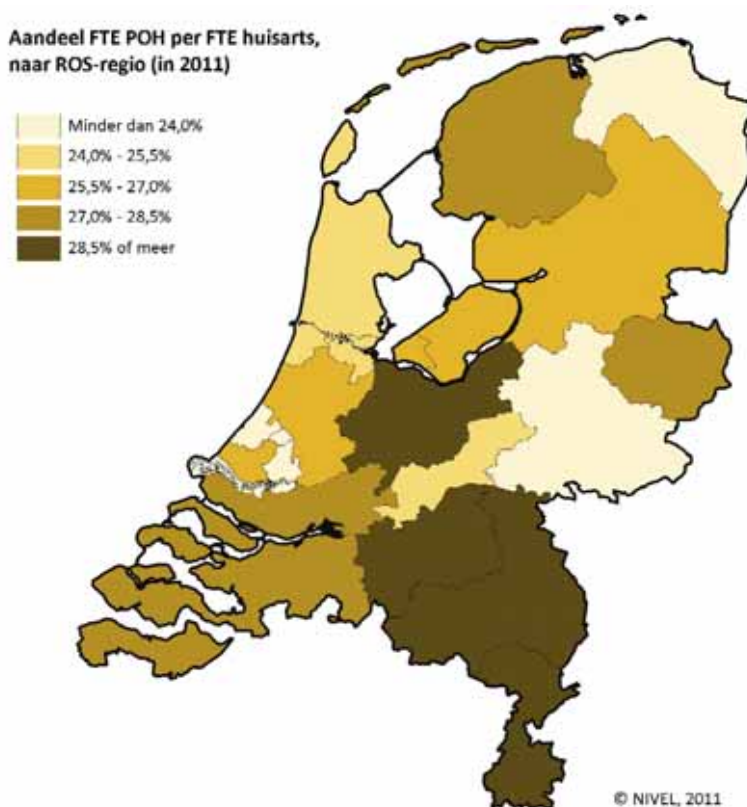 Aandeel FTE POH per FTE huisarts,
naar ROS-regio (in 2011)
Minder dan 24,0%
24,0% - 25,5%
25,5% - 27,0%
27,0% - 28,5%
28,5% of meer
© NIVEL, 2011